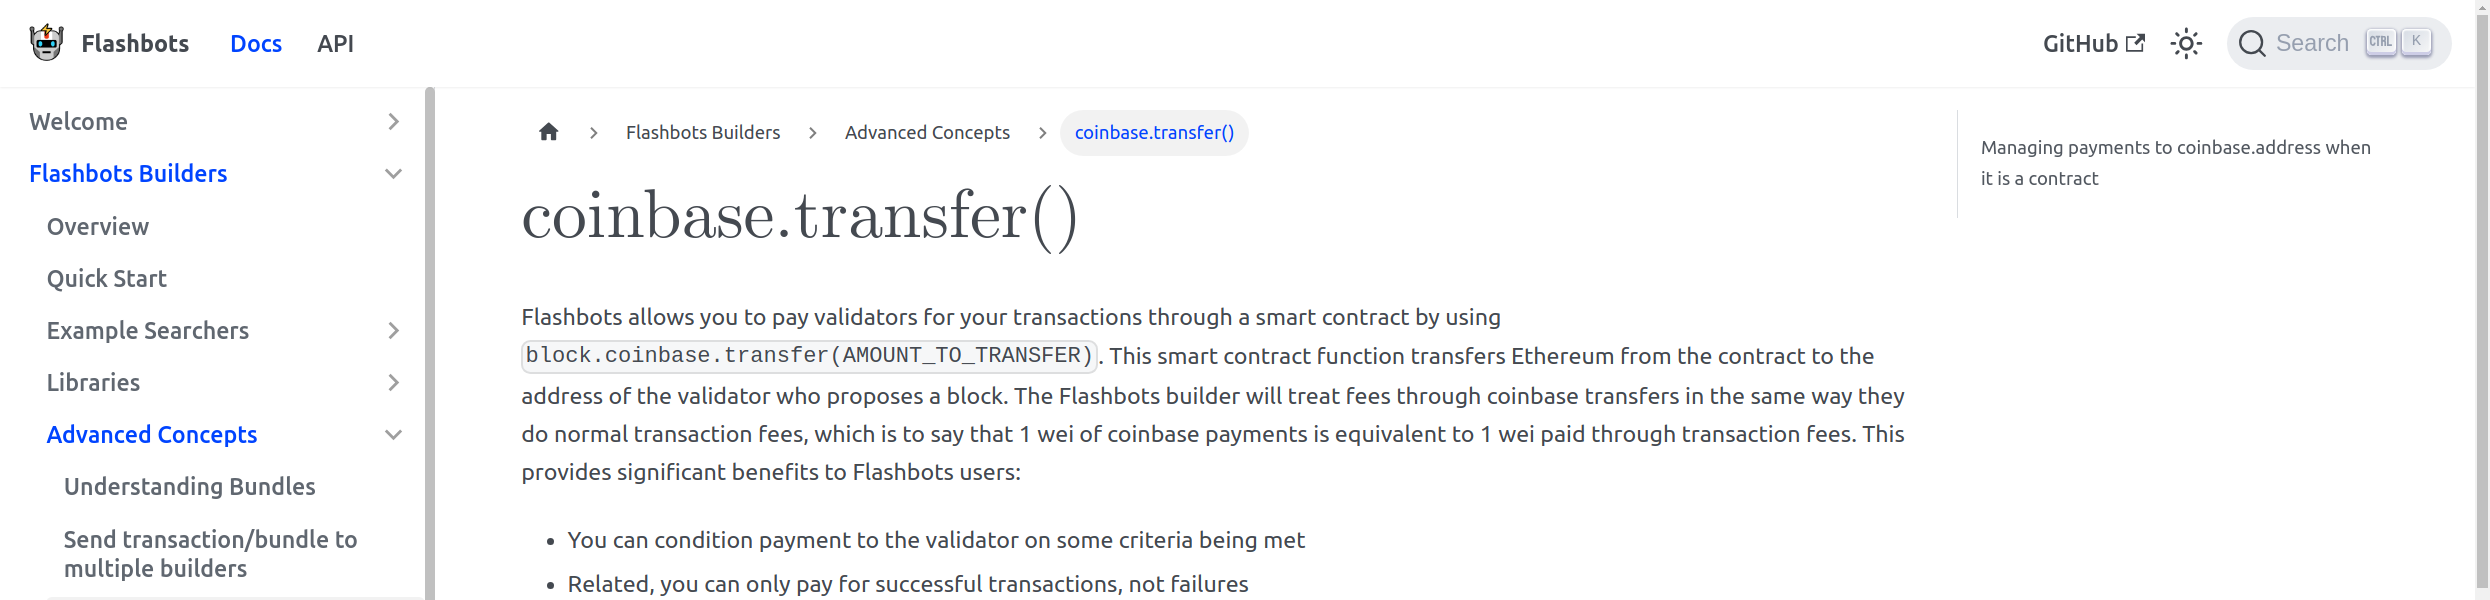 Flashbots Docs API GitHub Search CTRL K
Welcome
Flashbots Builders
Overview
Quick Start
Example Searchers
Libraries
Advanced Concepts
Understanding Bundles
Send transaction/bundle to
multiple builders
Flashbots Builders Advanced Concepts coinbase.transfer()
coinbase.transfer()
Flashbots allows you to pay validators for your transactions through a smart contract by using
block.coinbase.transfer(AMOUNT_TO_TRANSFER). This smart contract function transfers Ethereum from the contract to the
address of the validator who proposes a block. The Flashbots builder will treat fees through coinbase transfers in the same way they
do normal transaction fees, which is to say that 1 wei of coinbase payments is equivalent to 1 wei paid through transaction fees. This
provides significant benefits to Flashbots users:
• You can condition payment to the validator on some criteria being met
• Related, you can only pay for successful transactions, not failures
Managing payments to coinbase.address when
it is a contract